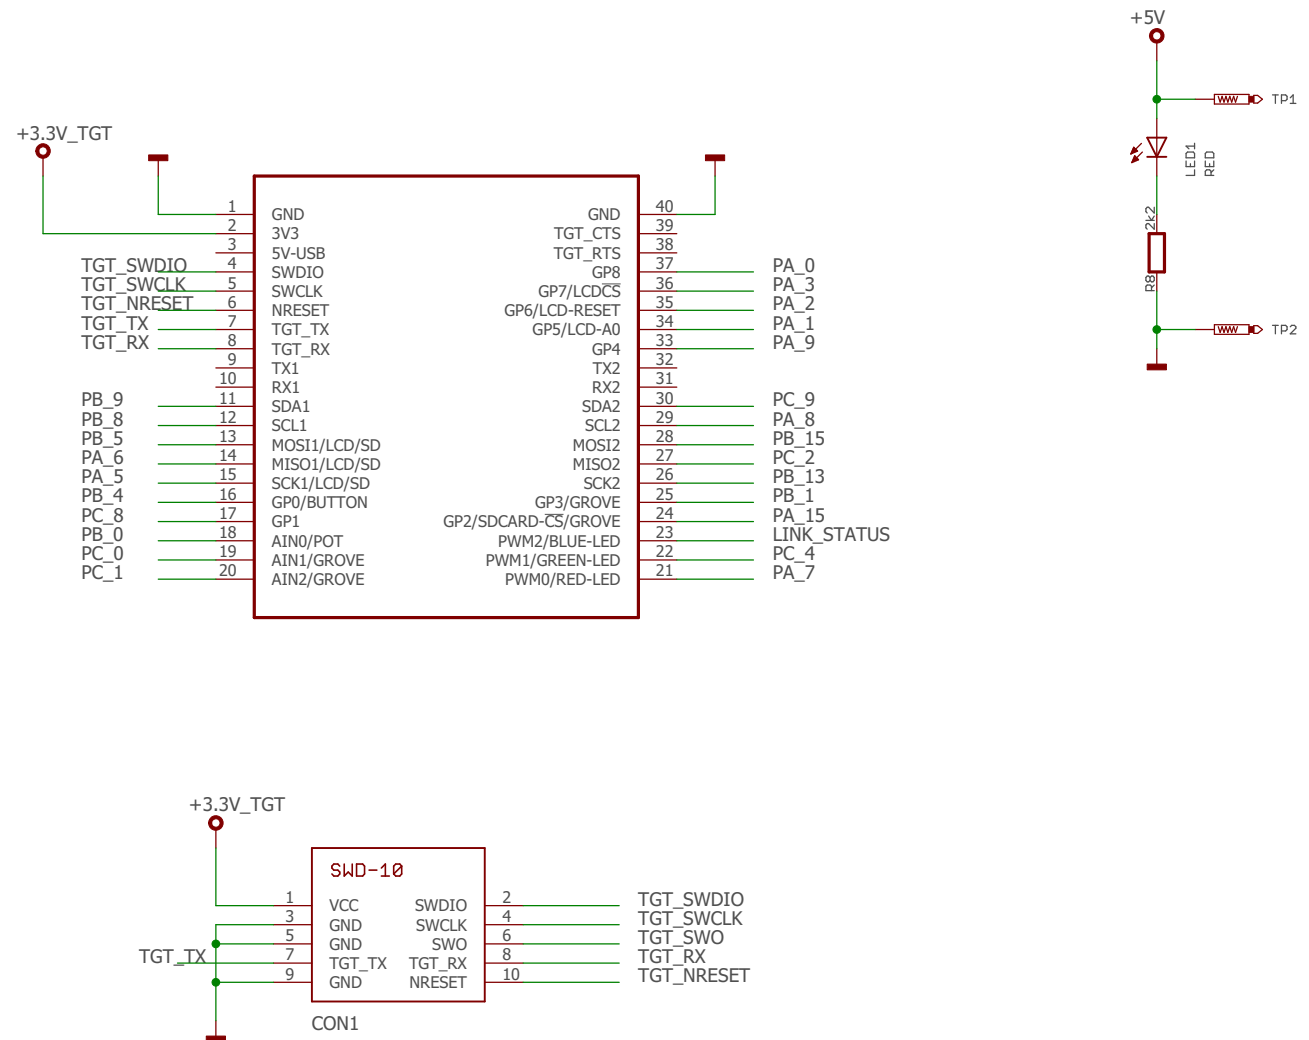 +5V
TP1
LED1
RED
2k2
R8
TP2
+3.3V_TGT
1 GND GND 40
2 3V3 TGT_CTS 39
3 5V-USB TGT_RTS 38
TGT_SWDIO 4 SWDIO GP8 37 PA_0
TGT_SWCLK 5 SWCLK GP7/LCDCS 36 PA_3
TGT_NRESET 6 NRESET GP6/LCD-RESET 35 PA_2
TGT_TX 7 TGT_TX GP5/LCD-A0 34 PA_1
TGT_RX 8 TGT_RX GP4 33 PA_9
9 TX1 TX2 32
10 RX1 RX2 31
PB_9 11 SDA1 SDA2 30 PC_9
PB_8 12 SCL1 SCL2 29 PA_8
PB_5 13 MOSI1/LCD/SD MOSI2 28 PB_15
PA_6 14 MISO1/LCD/SD MISO2 27 PC_2
PA_5 15 SCK1/LCD/SD SCK2 26 PB_13
PB_4 16 GP0/BUTTON GP3/GROVE 25 PB_1
PC_8 17 GP1 GP2/SDCARD-CS/GROVE 24 PA_15
PB_0 18 AIN0/POT PWM2/BLUE-LED 23 LINK_STATUS
PC_0 19 AIN1/GROVE PWM1/GREEN-LED 22 PC_4
PC_1 20 AIN2/GROVE PWM0/RED-LED 21 PA_7
+3.3V_TGT
SWD-10
1 VCC SWDIO 2 TGT_SWDIO
3 GND SWCLK 4 TGT_SWCLK
5 GND SWO 6 TGT_SWO
TGT_TX 7 TGT_TX TGT_RX 8 TGT_RX
9 GND NRESET 10 TGT_NRESET
CON1